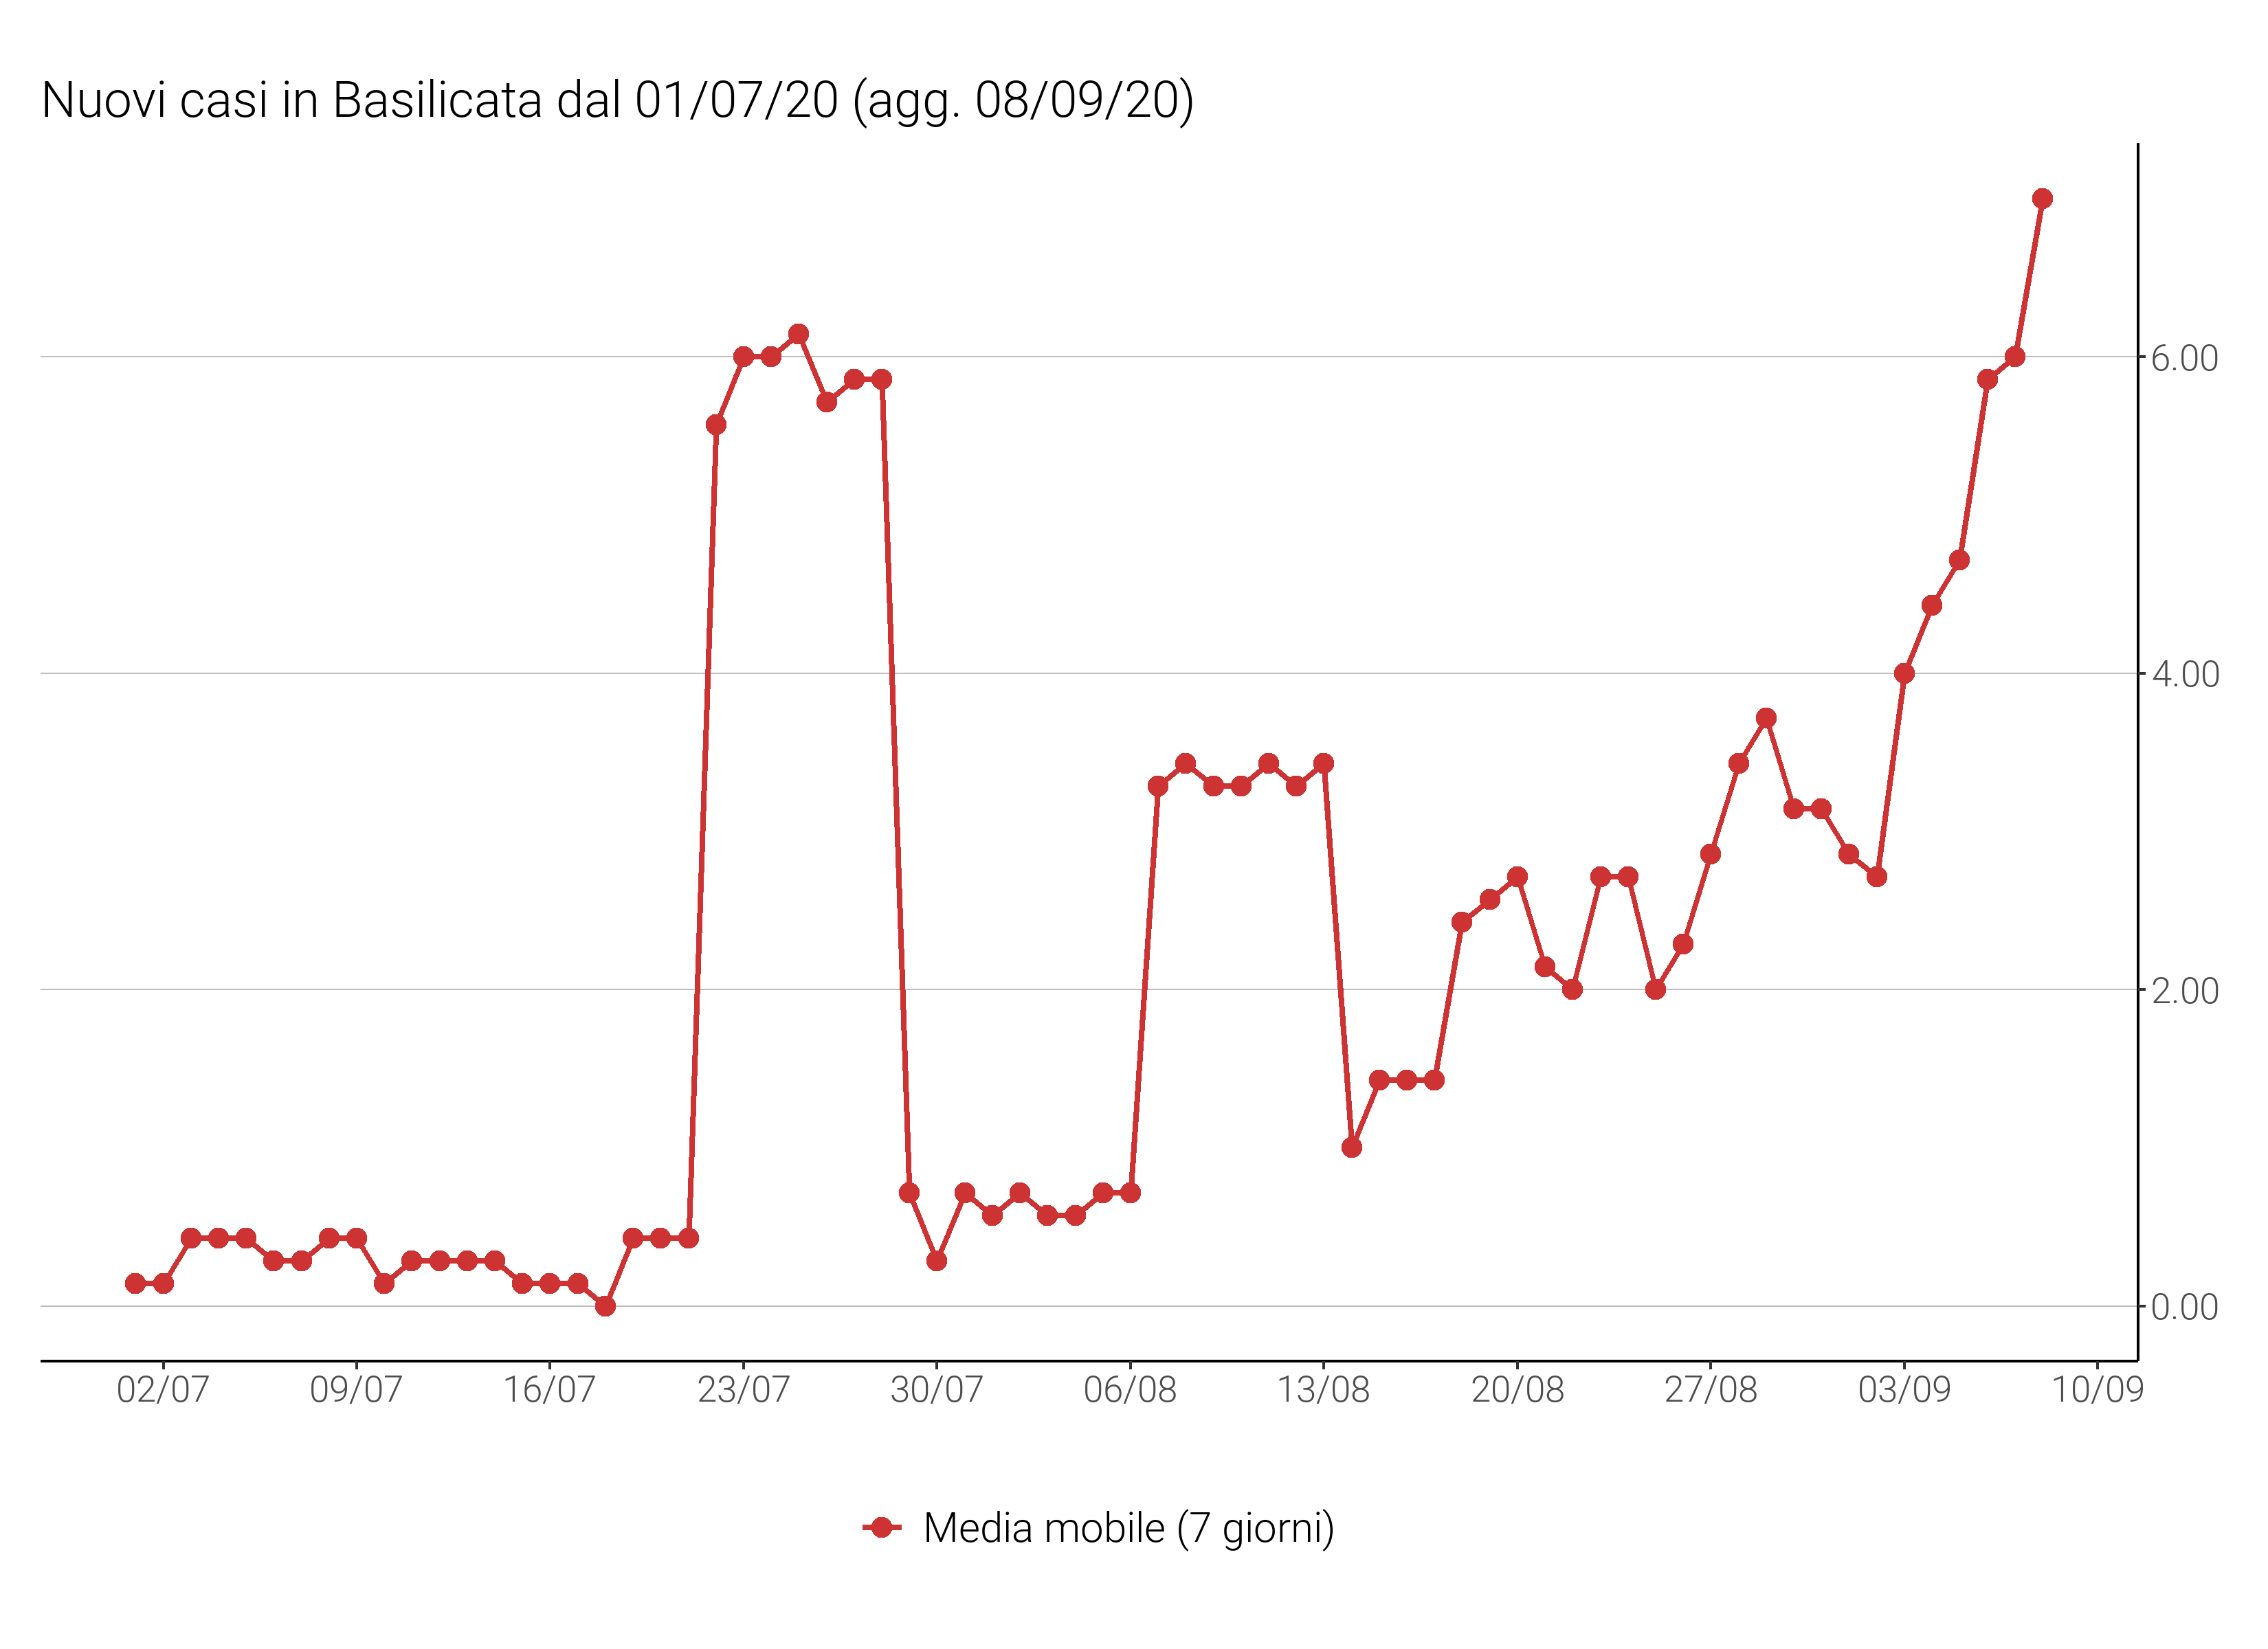 Nuovi casi in Basilicata dal 01/07/20 (agg. 08/09/20)
6.00
4.00
2.00
0.00
02/07 09/07 16/07 23/07 30/07 06/08 13/08 20/08 27/08 03/09 10/09
Media mobile (7 giorni)